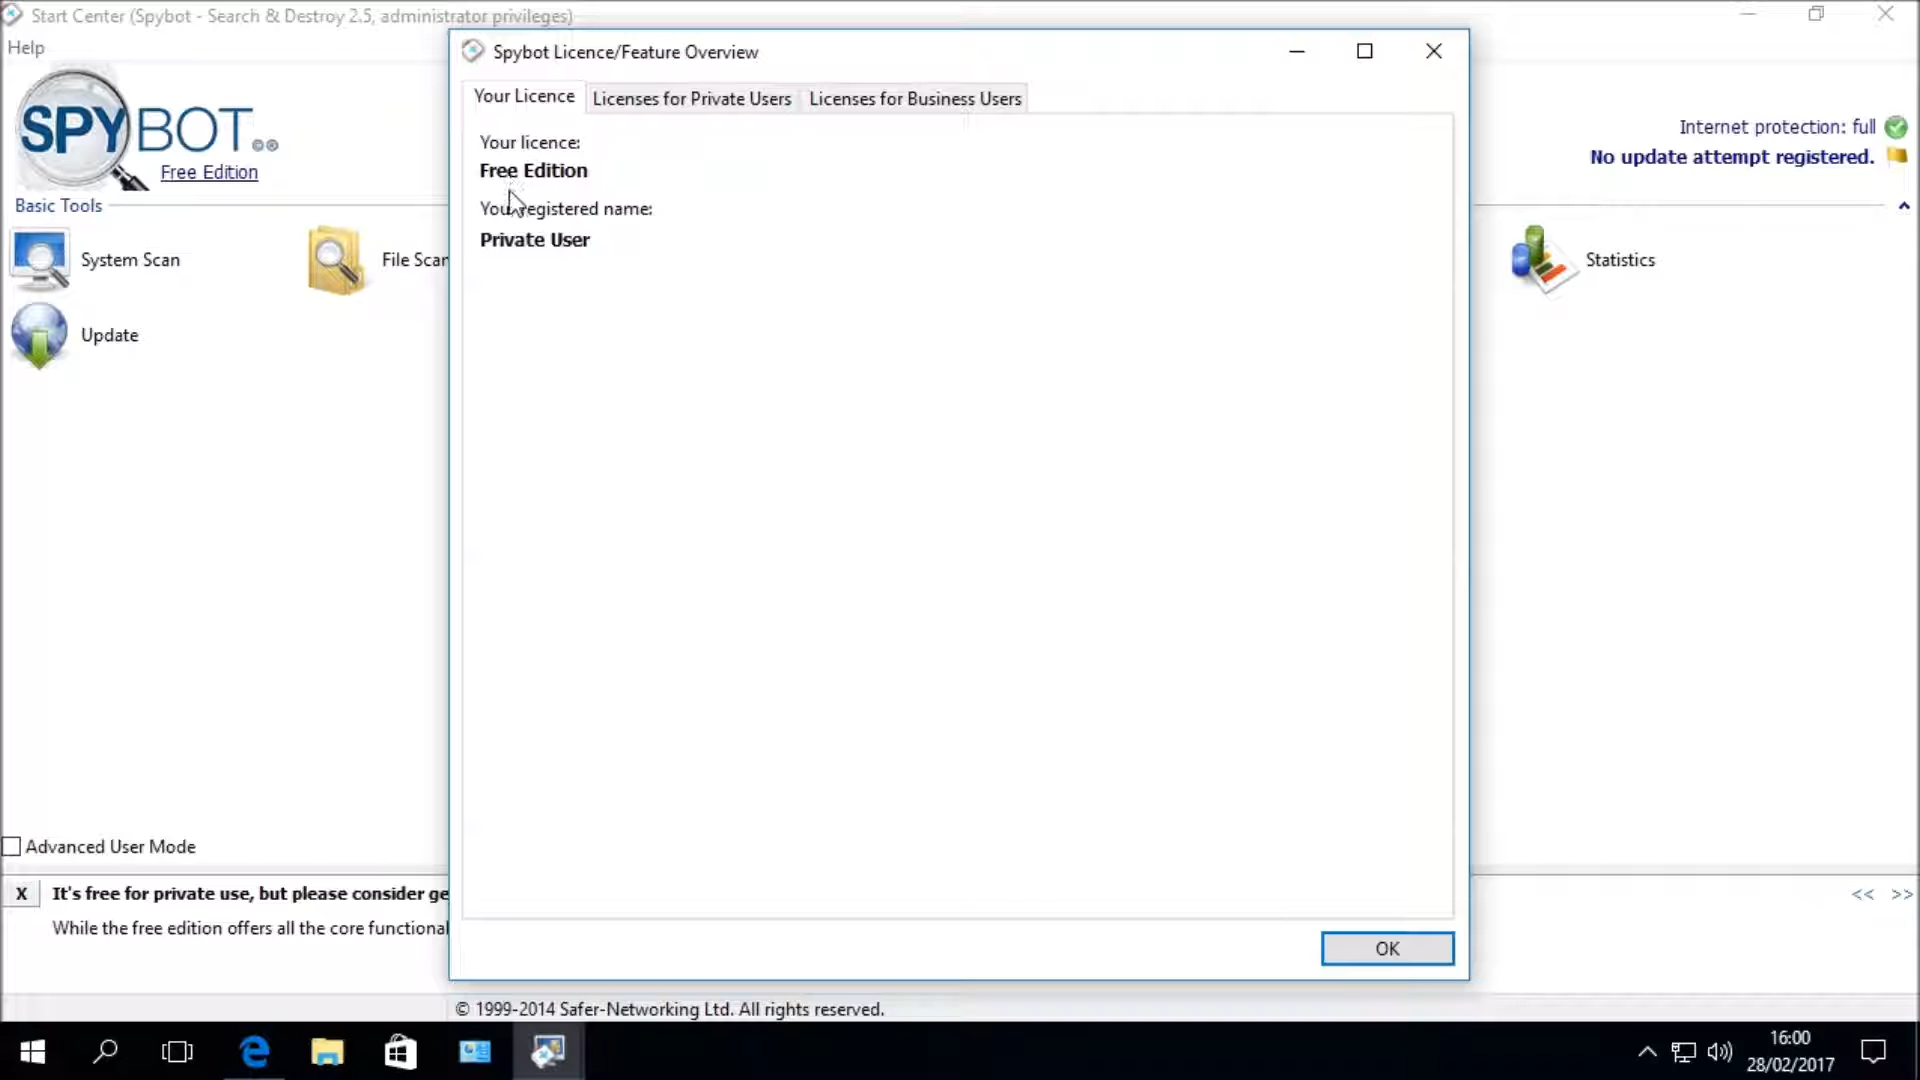 Start Center (Spybot - Search & Destroy 2.5, administrator privileges)
Help
SPYBOT
Free Edition
Spybot Licence/Feature Overview
Your Licence
Licenses for Private Users
Licenses for Business Users
Your licence:
Free Edition
registered name:
Private User
Internet protection: full
No update attempt registered.
Basic Tools
System Scan
File Scan
Statistics
Update
Advanced User Mode
X
It's free for private use, but please consider ge
<< >>
While the free edition offers all the core functional
OK
© 1999-2014 Safer-Networking Ltd. All rights reserved.
16:00
28/02/2017